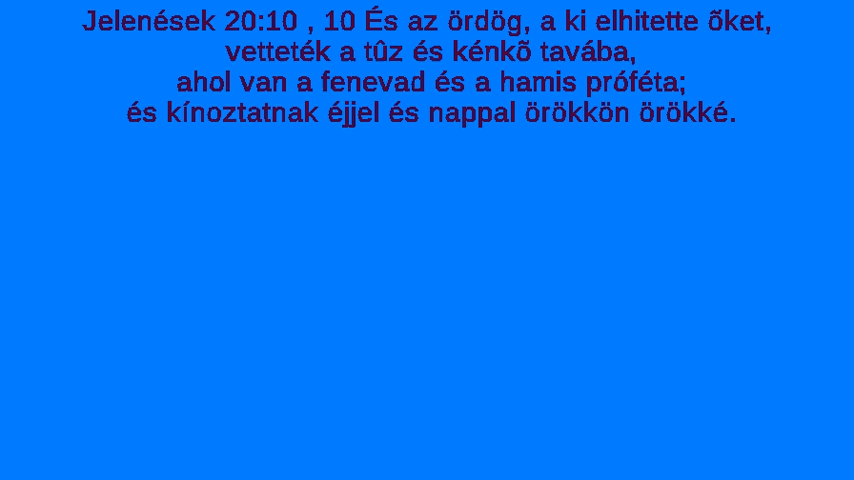 Jelenések 20:10 , 10 És az ördög, a ki elhitette õket,
vetteték a tûz és kénkõ tavába,
ahol van a fenevad és a hamis próféta;
és kínoztatnak éjjel és nappal örökkön örökké.